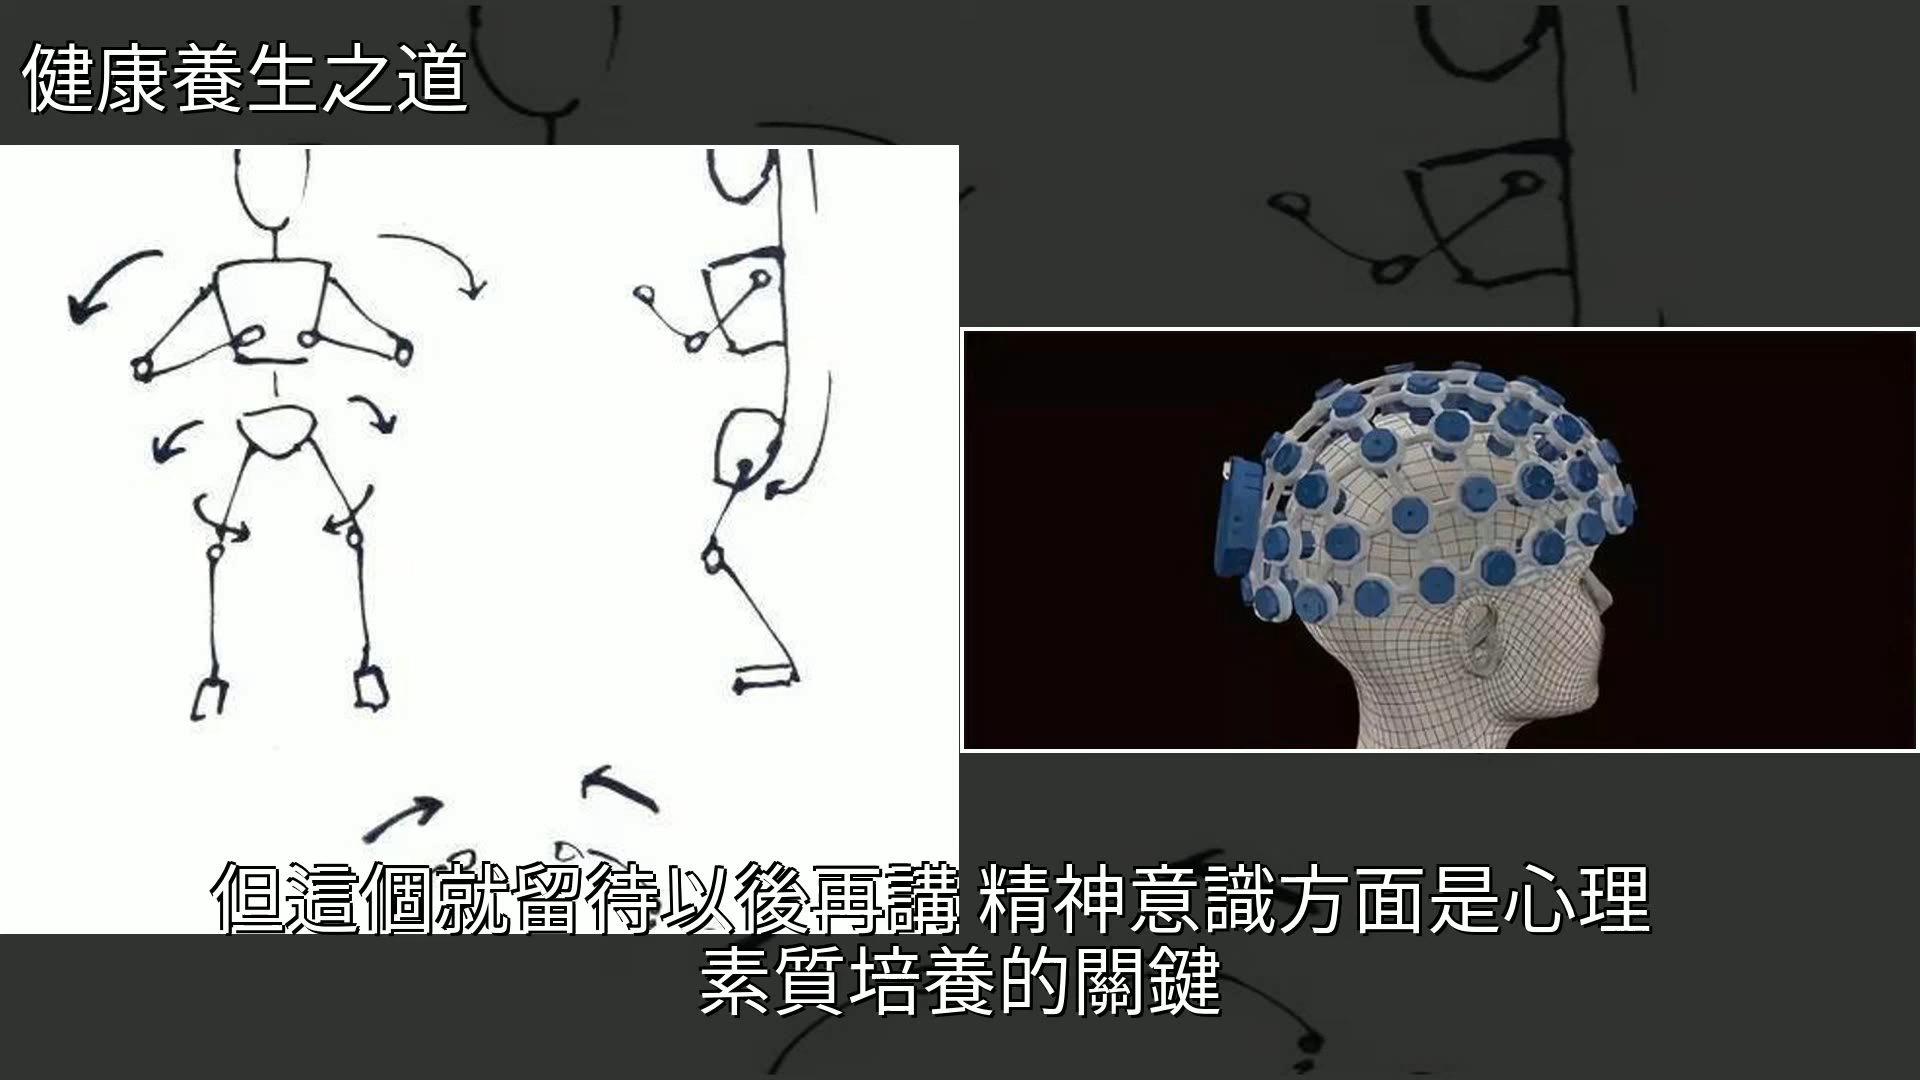 健康養生之道
但這個就留待以後再講 精神意識方面是心理
素質培養的關鍵